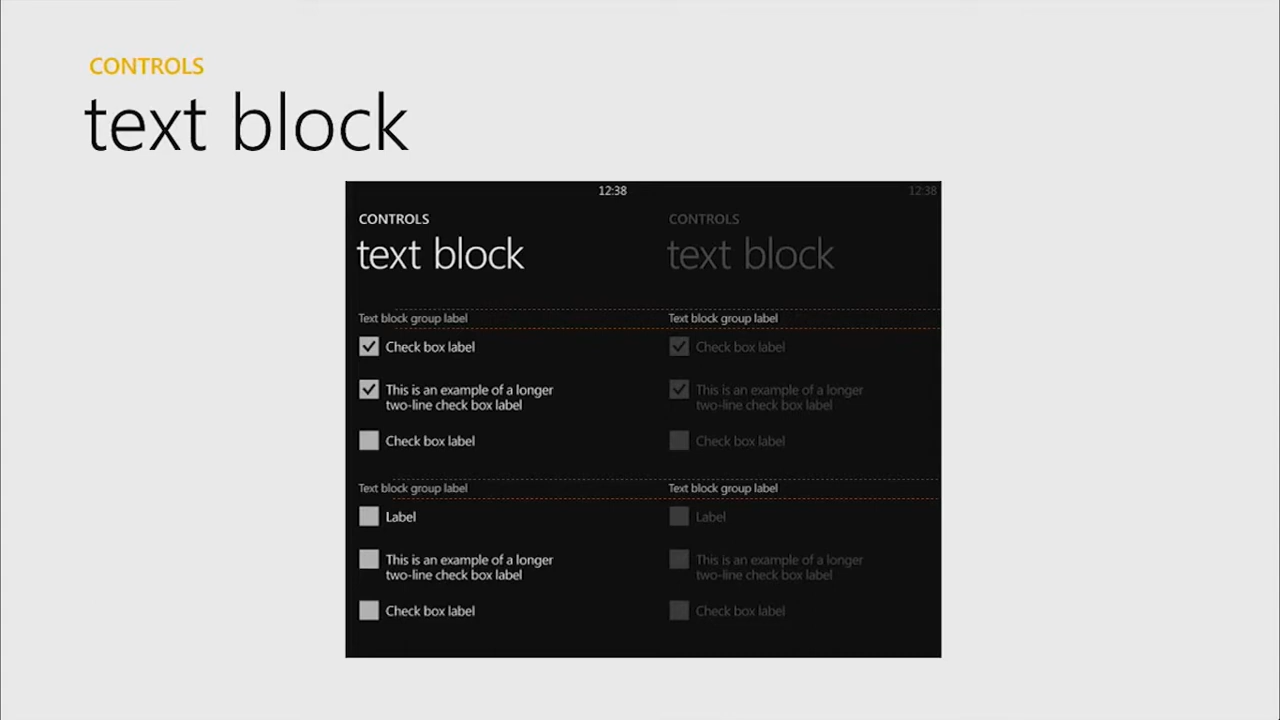 CONTROLS
text block
12:38
CONTROLS
text block
Text block group label
Check box label
This is an example of a longer
two-line check box label
Check box label
Text block group label
Label
This is an example of a longer
two-line check box label
Check box label
12:38
CONTROLS
text block
Text block group label
Check box label
This is an example of a longer
two-line check box label
Check box label
Text block group label
Label
This is an example of a longer
two-line check box label
Check box label